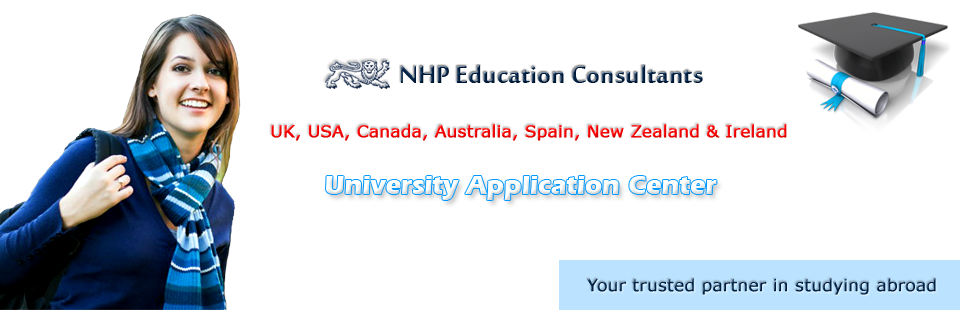 NHP Education Consultants
UK, USA, Canada, Australia, Spain, New Zealand & Ireland
University Application Center
Your trusted partner in studying abroad